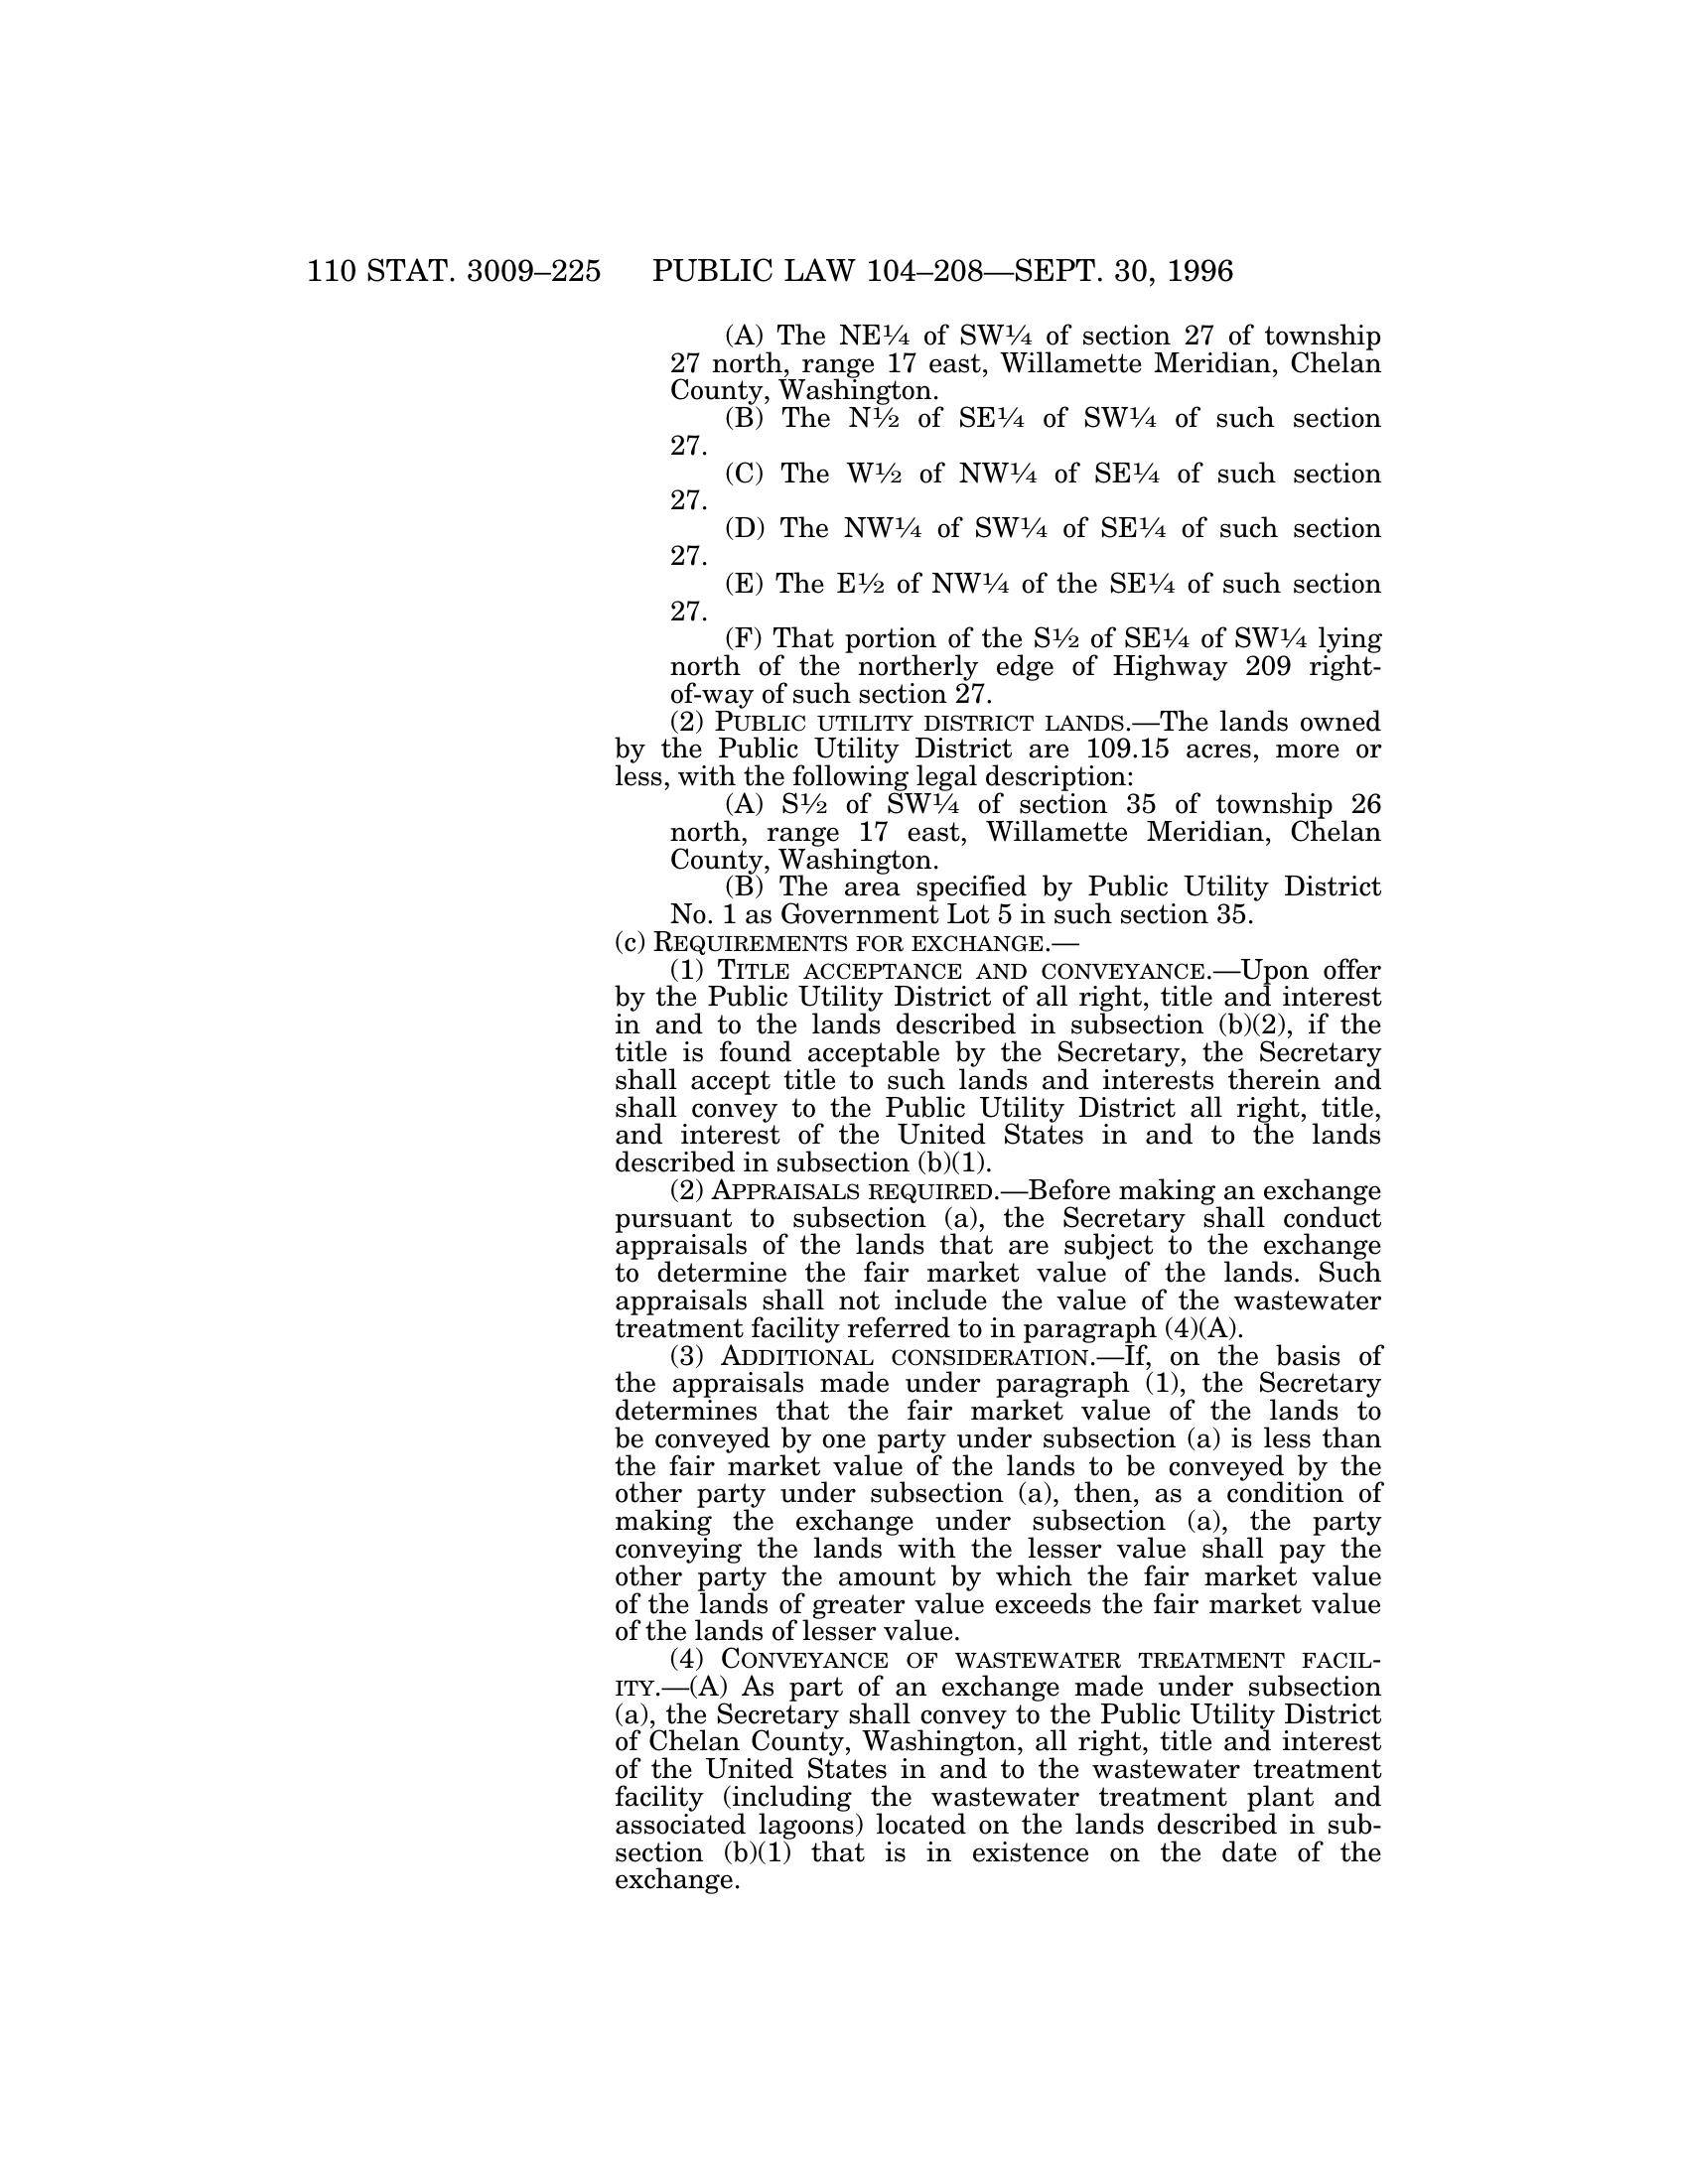 110 STAT. 3009–225 PUBLIC LAW 104–208—SEPT. 30, 1996
(A) The NE¼ of SW¼ of section 27 of township
27 north, range 17 east, Willamette Meridian, Chelan
County, Washington.
(B) The N½ of SE¼ of SW¼ of such section
27.
(C) The W½ of NW¼ of SE¼ of such section
27.
(D) The NW¼ of SW¼ of SE¼ of such section
27.
(E) The E½ of NW¼ of the SE¼ of such section
27.
(F) That portion of the S½ of SE¼ of SW¼ lying
north of the northerly edge of Highway 209 right-
of-way of such section 27.
(2) PUBLIC UTILITY DISTRICT LANDS.—The lands owned
by the Public Utility District are 109.15 acres, more or
less, with the following legal description:
(A) S½ of SW¼ of section 35 of township 26
north, range 17 east, Willamette Meridian, Chelan
County, Washington.
(B) The area specified by Public Utility District
No. 1 as Government Lot 5 in such section 35.
(c) REQUIREMENTS FOR EXCHANGE.—
(1) TITLE ACCEPTANCE AND CONVEYANCE.—Upon offer
by the Public Utility District of all right, title and interest
in and to the lands described in subsection (b)(2), if the
title is found acceptable by the Secretary, the Secretary
shall accept title to such lands and interests therein and
shall convey to the Public Utility District all right, title,
and interest of the United States in and to the lands
described in subsection (b)(1).
(2) APPRAISALS REQUIRED.—Before making an exchange
pursuant to subsection (a), the Secretary shall conduct
appraisals of the lands that are subject to the exchange
to determine the fair market value of the lands. Such
appraisals shall not include the value of the wastewater
treatment facility referred to in paragraph (4)(A).
(3) ADDITIONAL CONSIDERATION.—If, on the basis of
the appraisals made under paragraph (1), the Secretary
determines that the fair market value of the lands to
be conveyed by one party under subsection (a) is less than
the fair market value of the lands to be conveyed by the
other party under subsection (a), then, as a condition of
making the exchange under subsection (a), the party
conveying the lands with the lesser value shall pay the
other party the amount by which the fair market value
of the lands of greater value exceeds the fair market value
of the lands of lesser value.
(4) CONVEYANCE OF WASTEWATER TREATMENT FACIL-
ITY.—(A) As part of an exchange made under subsection
(a), the Secretary shall convey to the Public Utility District
of Chelan County, Washington, all right, title and interest
of the United States in and to the wastewater treatment
facility (including the wastewater treatment plant and
associated lagoons) located on the lands described in sub-
section (b)(1) that is in existence on the date of the
exchange.